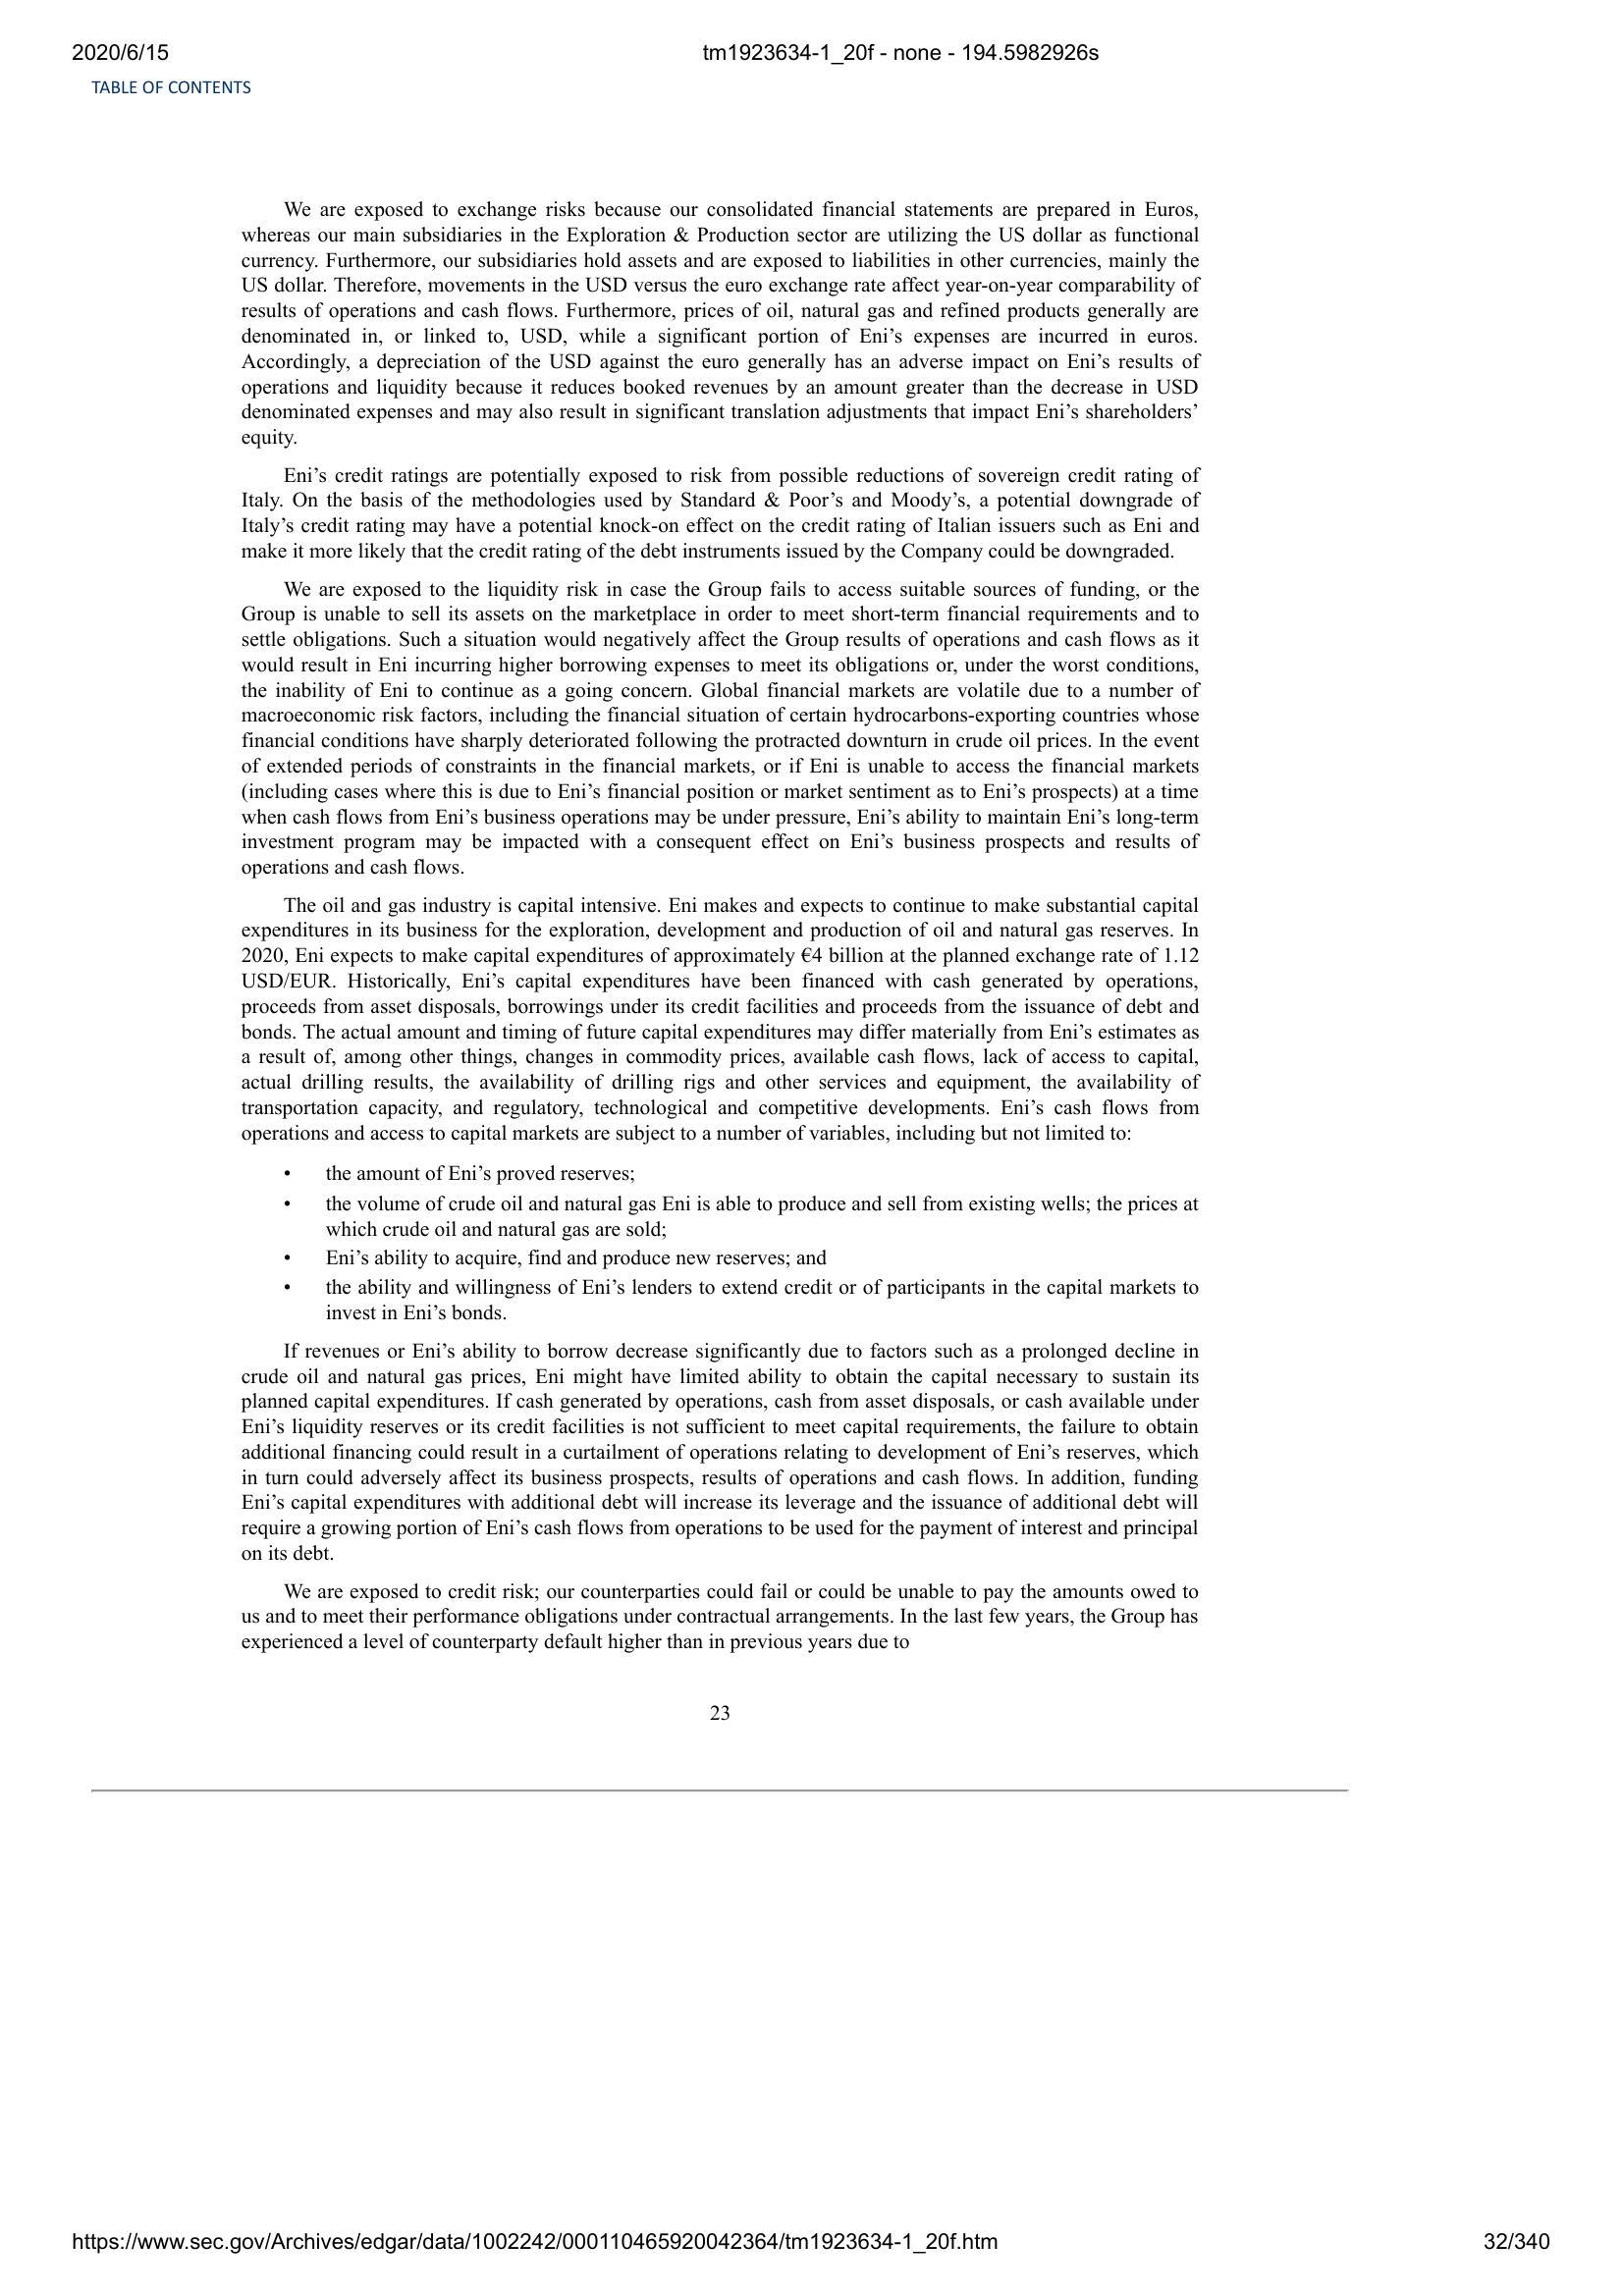 2020/6/15
tm1923634-1_20f - none - 194.5982926s
TABLE OF CONTENTS
We are exposed to exchange risks because our consolidated financial statements are prepared in Euros,
whereas our main subsidiaries in the Exploration & Production sector are utilizing the US dollar as functional
currency. Furthermore, our subsidiaries hold assets and are exposed to liabilities in other currencies, mainly the
US dollar. Therefore, movements in the USD versus the euro exchange rate affect year-on-year comparability of
results of operations and cash flows. Furthermore, prices of oil, natural gas and refined products generally are
denominated in, or linked to, USD, while a significant portion of Eni’s expenses are incurred in euros.
Accordingly, a depreciation of the USD against the euro generally has an adverse impact on Eni’s results of
operations and liquidity because it reduces booked revenues by an amount greater than the decrease in USD
denominated expenses and may also result in significant translation adjustments that impact Eni’s shareholders’
equity.
Eni’s credit ratings are potentially exposed to risk from possible reductions of sovereign credit rating of
Italy. On the basis of the methodologies used by Standard & Poor’s and Moody’s, a potential downgrade of
Italy’s credit rating may have a potential knock-on effect on the credit rating of Italian issuers such as Eni and
make it more likely that the credit rating of the debt instruments issued by the Company could be downgraded.
We are exposed to the liquidity risk in case the Group fails to access suitable sources of funding, or the
Group is unable to sell its assets on the marketplace in order to meet short-term financial requirements and to
settle obligations. Such a situation would negatively affect the Group results of operations and cash flows as it
would result in Eni incurring higher borrowing expenses to meet its obligations or, under the worst conditions,
the inability of Eni to continue as a going concern. Global financial markets are volatile due to a number of
macroeconomic risk factors, including the financial situation of certain hydrocarbons-exporting countries whose
financial conditions have sharply deteriorated following the protracted downturn in crude oil prices. In the event
of extended periods of constraints in the financial markets, or if Eni is unable to access the financial markets
(including cases where this is due to Eni’s financial position or market sentiment as to Eni’s prospects) at a time
when cash flows from Eni’s business operations may be under pressure, Eni’s ability to maintain Eni’s long-term
investment program may be impacted with a consequent effect on Eni’s business prospects and results of
operations and cash flows.
The oil and gas industry is capital intensive. Eni makes and expects to continue to make substantial capital
expenditures in its business for the exploration, development and production of oil and natural gas reserves. In
2020, Eni expects to make capital expenditures of approximately €4 billion at the planned exchange rate of 1.12
USD/EUR. Historically, Eni’s capital expenditures have been financed with cash generated by operations,
proceeds from asset disposals, borrowings under its credit facilities and proceeds from the issuance of debt and
bonds. The actual amount and timing of future capital expenditures may differ materially from Eni’s estimates as
a result of, among other things, changes in commodity prices, available cash flows, lack of access to capital,
actual drilling results, the availability of drilling rigs and other services and equipment, the availability of
transportation capacity, and regulatory, technological and competitive developments. Eni’s cash flows from
operations and access to capital markets are subject to a number of variables, including but not limited to:
• the amount of Eni’s proved reserves;
• the volume of crude oil and natural gas Eni is able to produce and sell from existing wells; the prices at
which crude oil and natural gas are sold;
• Eni’s ability to acquire, find and produce new reserves; and
• the ability and willingness of Eni’s lenders to extend credit or of participants in the capital markets to
invest in Eni’s bonds.
If revenues or Eni’s ability to borrow decrease significantly due to factors such as a prolonged decline in
crude oil and natural gas prices, Eni might have limited ability to obtain the capital necessary to sustain its
planned capital expenditures. If cash generated by operations, cash from asset disposals, or cash available under
Eni’s liquidity reserves or its credit facilities is not sufficient to meet capital requirements, the failure to obtain
additional financing could result in a curtailment of operations relating to development of Eni’s reserves, which
in turn could adversely affect its business prospects, results of operations and cash flows. In addition, funding
Eni’s capital expenditures with additional debt will increase its leverage and the issuance of additional debt will
require a growing portion of Eni’s cash flows from operations to be used for the payment of interest and principal
on its debt.
We are exposed to credit risk; our counterparties could fail or could be unable to pay the amounts owed to
us and to meet their performance obligations under contractual arrangements. In the last few years, the Group has
experienced a level of counterparty default higher than in previous years due to
23
https://www.sec.gov/Archives/edgar/data/1002242/000110465920042364/tm1923634-1_20f.htm
32/340